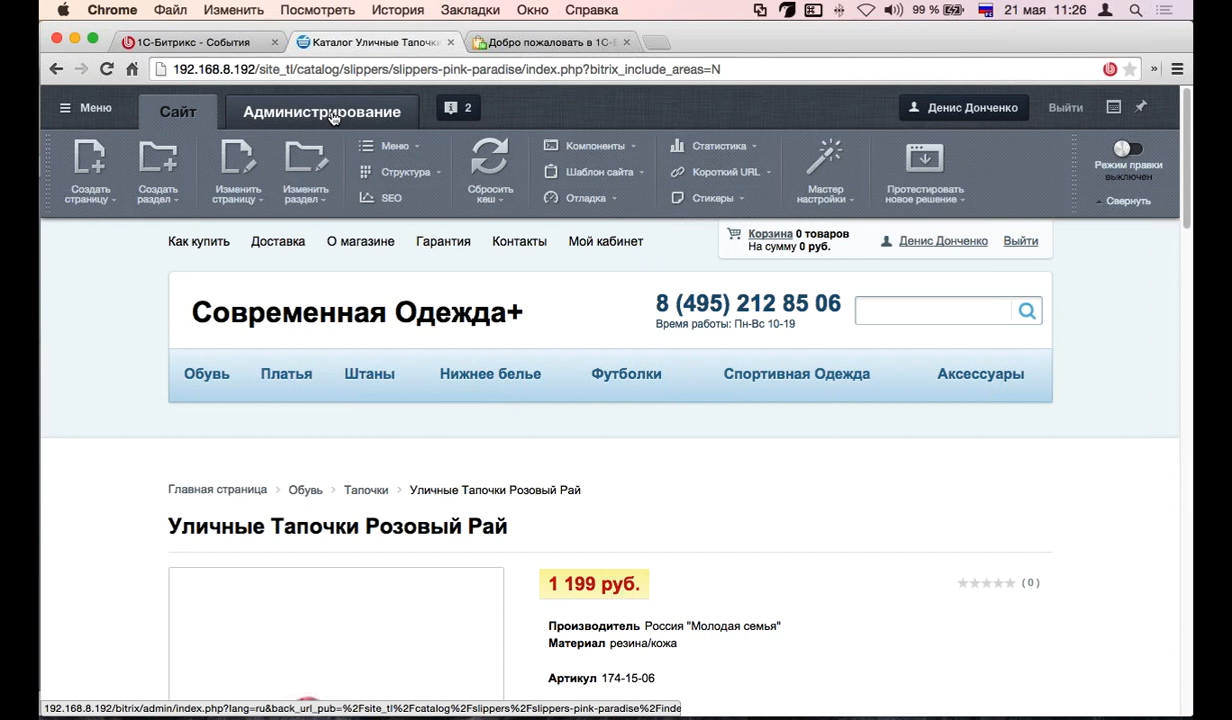 Chrome Файл Изменить Посмотреть История Закладки Окно Справка 99 % 21 мая 11:26
1С-Битрикс - События Каталог Уличные Тапочки Добро пожаловать в 1С-Б
192.168.8.192/site_tl/catalog/slippers/slippers-pink-paradise/index.php?bitrix_include_areas=N
Меню Сайт Администрирование 2 Денис Донченко Выйти
Создать страницу
Создать раздел
Изменить страницу
Изменить раздел
Меню
Структура
SEO
Сбросить кеш
Компоненты
Шаблон сайта
Отладка
Статистика
Короткий URL
Стикеры
Мастер настройки
Протестировать новое решение
Режим правки
выключен
Свернуть
Как купить Доставка О магазине Гарантия Контакты Мой кабинет
Корзина 0 товаров
На сумму 0 руб.
Денис Донченко Выйти
Современная Одежда+
8 (495) 212 85 06
Время работы: Пн-Вс 10-19
Обувь Платья Штаны Нижнее белье Футболки Спортивная Одежда Аксессуары
Главная страница Обувь Тапочки Уличные Тапочки Розовый Рай
Уличные Тапочки Розовый Рай
1 199 руб.
( 0 )
Производитель Россия "Молодая семья"
Материал резина/кожа
Артикул 174-15-06
192.168.8.192/bitrix/admin/index.php?lang=ru&back_url_pub=%2Fsite_tl%2Fcatalog%2Fslippers%2Fslippers-pink-paradise%2Finde